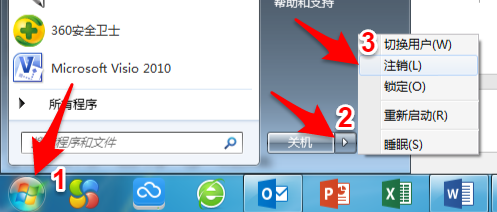 帮助和支持
360安全卫士
Microsoft Visio 2010
所有程序
搜索程序和文件
关机
切换用户(W)
注销(L)
锁定(O)
重新启动(R)
睡眠(S)
1
2
3